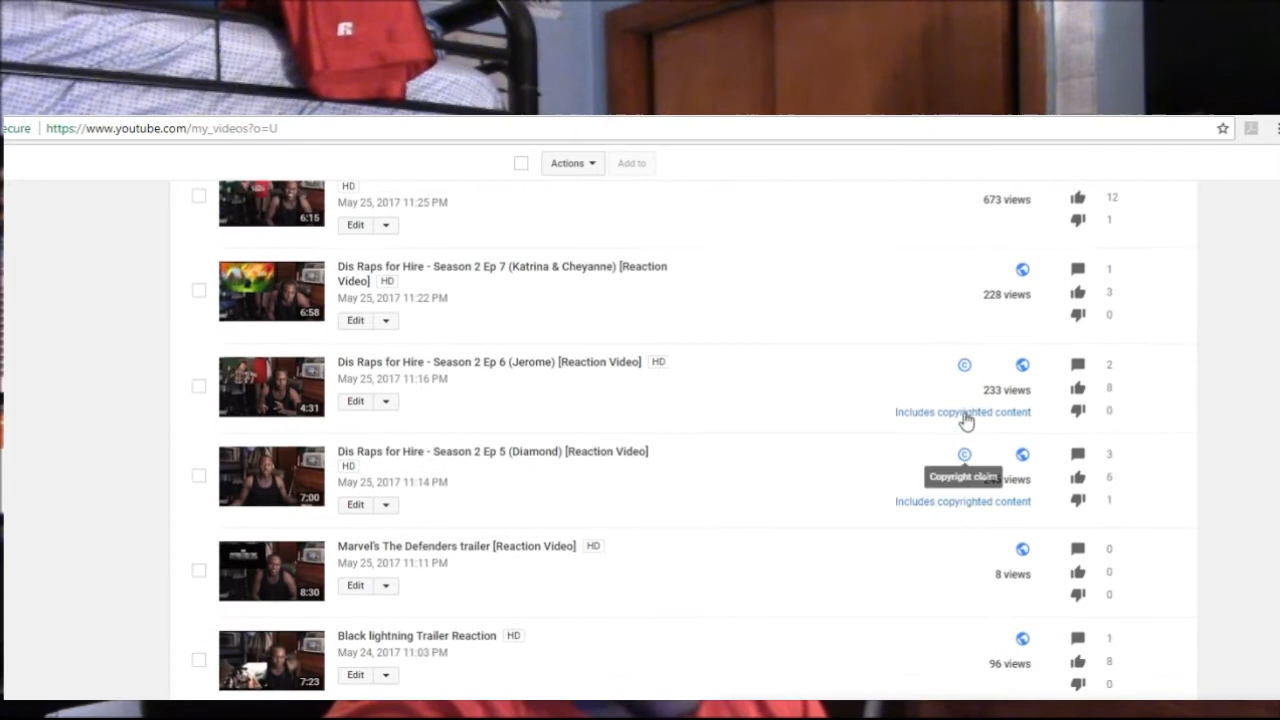 ecure https://www.youtube.com/my_videos?o=U
Actions Add to
HD
May 25, 2017 11:25 PM
673 views
12
1
6:15
Edit
Dis Raps for Hire - Season 2 Ep 7 (Katrina & Cheyanne) [Reaction
Video] HD
May 25, 2017 11:22 PM
228 views
1
3
0
6:58
Edit
Dis Raps for Hire - Season 2 Ep 6 (Jerome) [Reaction Video] HD
May 25, 2017 11:16 PM
233 views
Includes copyrighted content
2
8
0
4:31
Edit
Dis Raps for Hire - Season 2 Ep 5 (Diamond) [Reaction Video]
HD
May 25, 2017 11:14 PM
Copyright claim
views
Includes copyrighted content
3
6
1
7:00
Edit
Marvel's The Defenders trailer [Reaction Video] HD
May 25, 2017 11:11 PM
8 views
0
0
0
8:30
Edit
Black lightning Trailer Reaction HD
May 24, 2017 11:03 PM
96 views
1
8
0
7:23
Edit